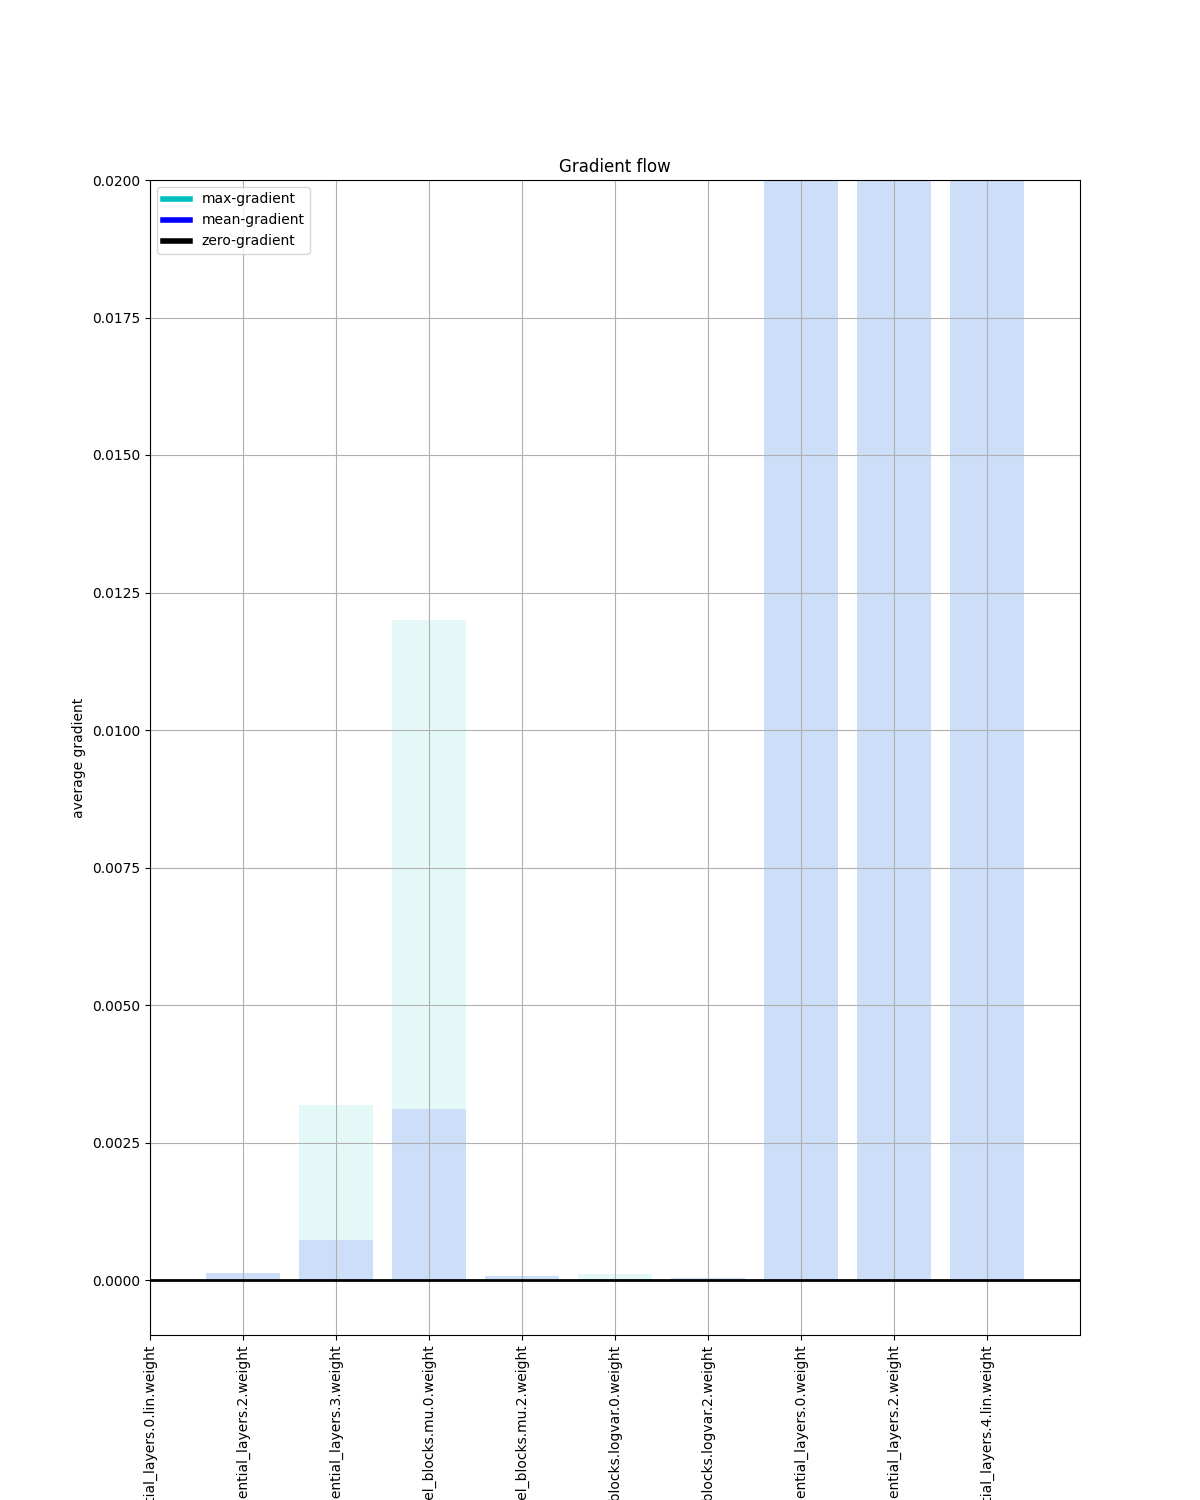 Gradient flow
max-gradient
mean-gradient
zero-gradient
0.0200
0.0175
0.0150
0.0125
0.0100
0.0075
0.0050
0.0025
0.0000
average gradient
tial_layers.0.lin.weight
ential_layers.2.weight
ential_layers.3.weight
el_blocks.mu.0.weight
el_blocks.mu.2.weight
blocks.logvar.0.weight
blocks.logvar.2.weight
ential_layers.0.weight
ential_layers.2.weight
tial_layers.4.lin.weight